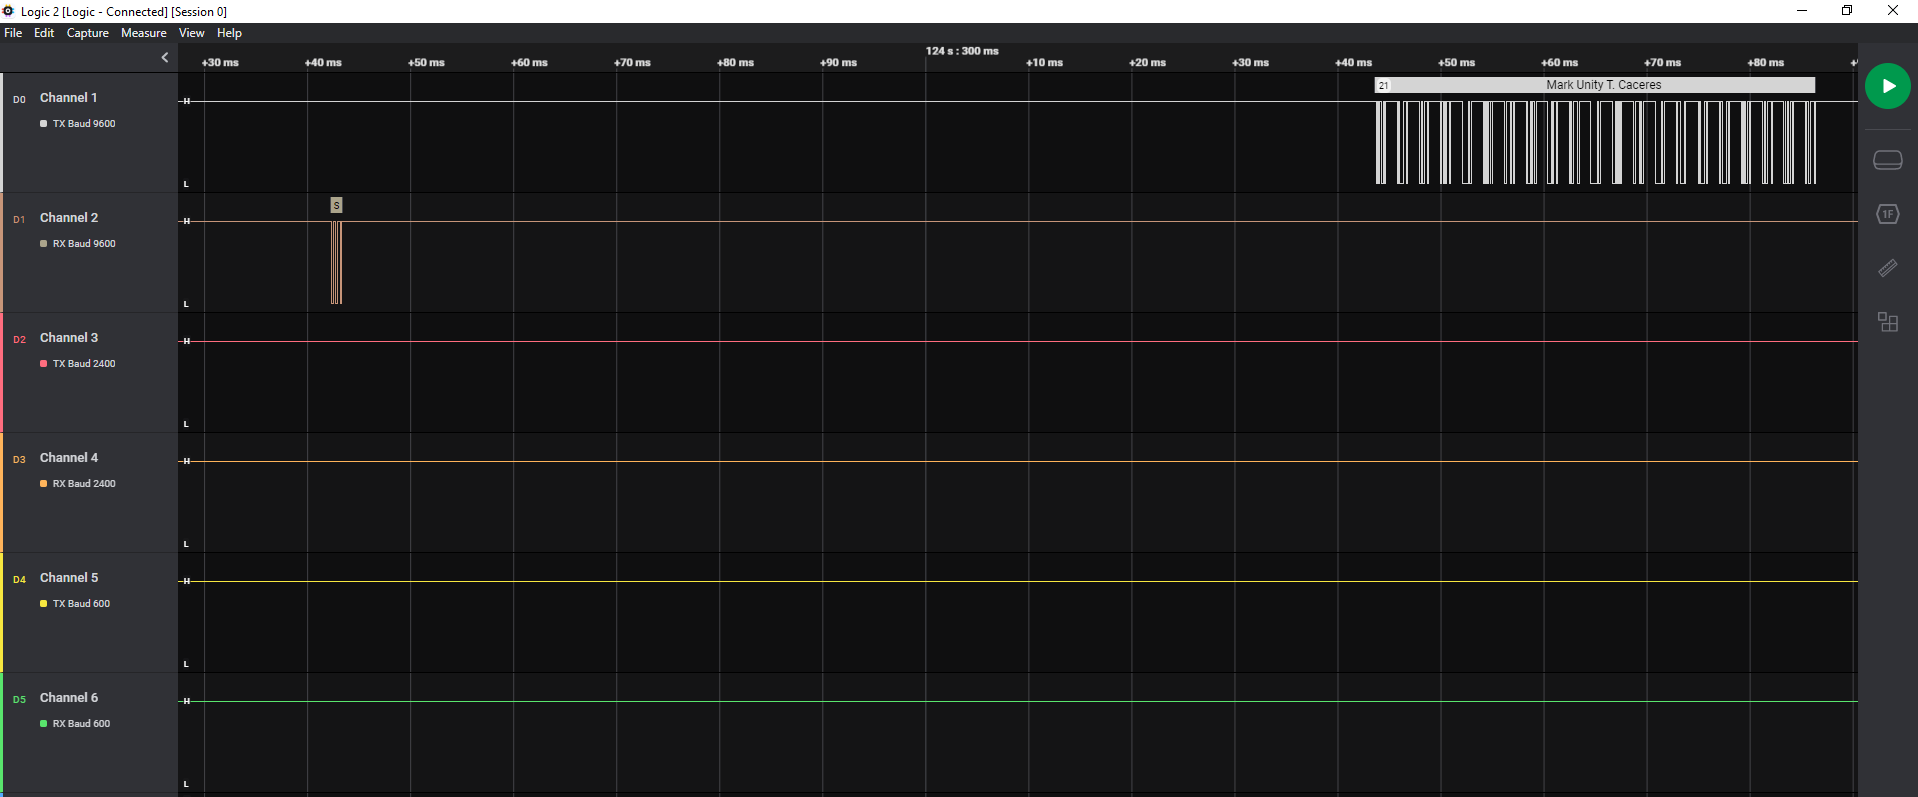 Logic 2 [Logic - Connected] [Session 0]
File Edit Capture Measure View Help
124 s : 300 ms
+30 ms +40 ms +50 ms +60 ms +70 ms +80 ms +90 ms +10 ms +20 ms +30 ms +40 ms +50 ms +60 ms +70 ms +80 ms
D0 Channel 1
TX Baud 9600
H
L
21 Mark Unity T. Caceres
D1 Channel 2
RX Baud 9600
H
L
S
1F
D2 Channel 3
TX Baud 2400
H
L
D3 Channel 4
RX Baud 2400
H
L
D4 Channel 5
TX Baud 600
H
L
D5 Channel 6
RX Baud 600
H
L